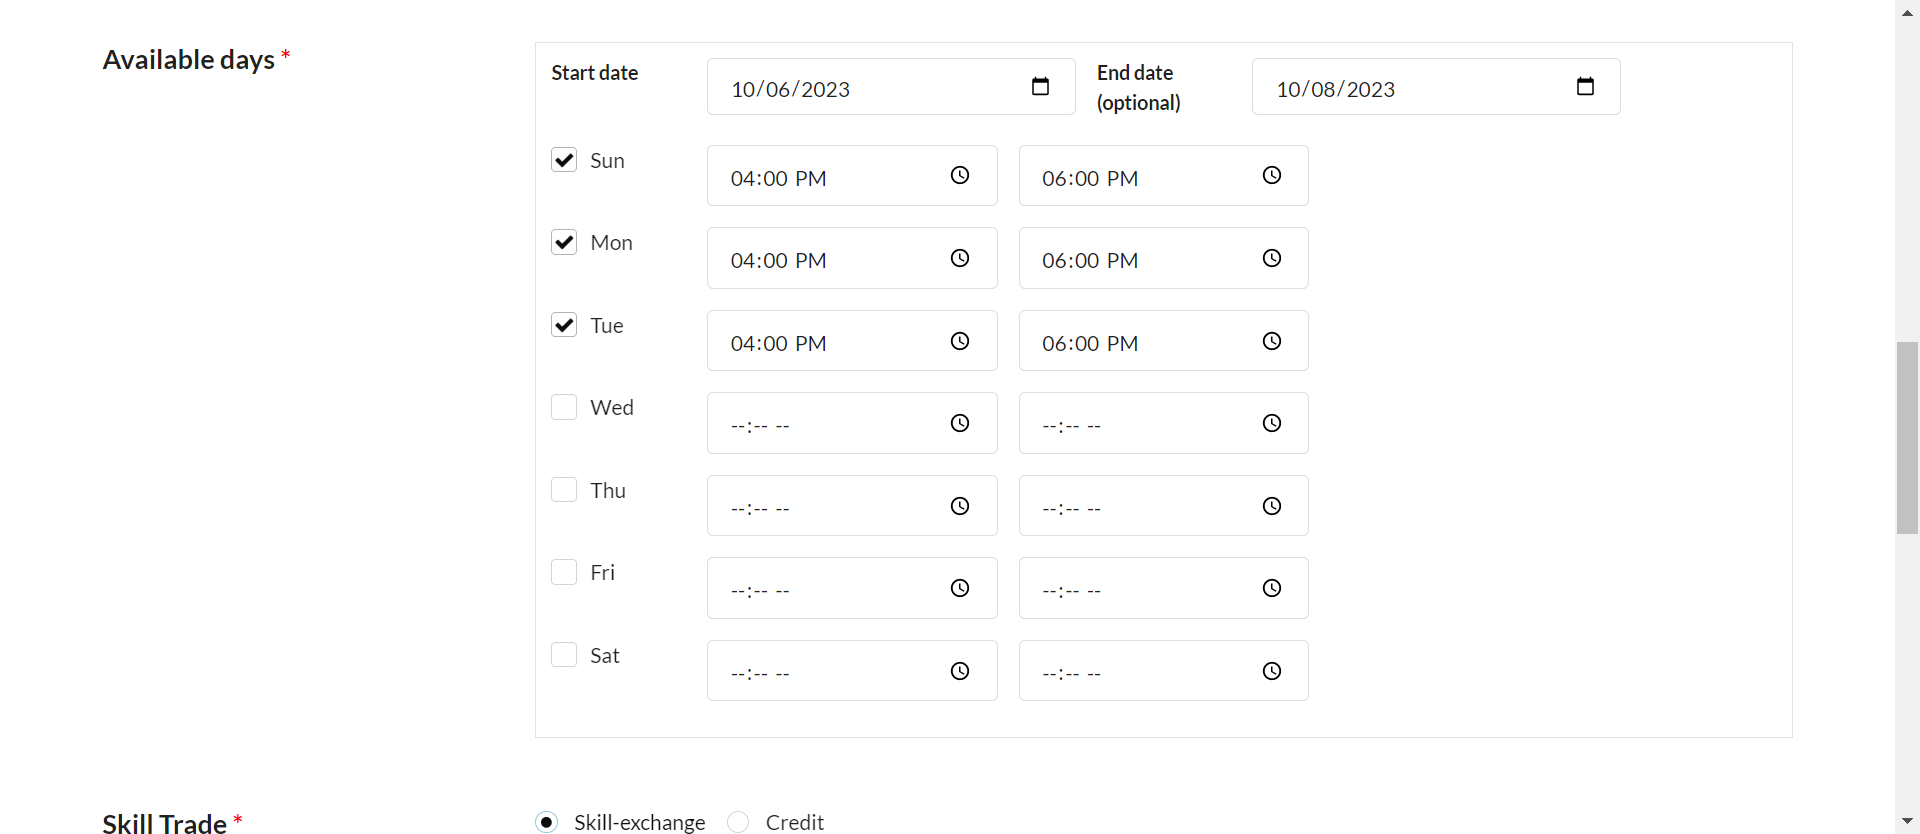 Available days *
Start date 10/06/2023 End date (optional) 10/08/2023
Sun 04:00 PM 06:00 PM
Mon 04:00 PM 06:00 PM
Tue 04:00 PM 06:00 PM
Wed --:-- -- --:-- --
Thu --:-- -- --:-- --
Fri --:-- -- --:-- --
Sat --:-- -- --:-- --
Skill Trade * Skill-exchange Credit